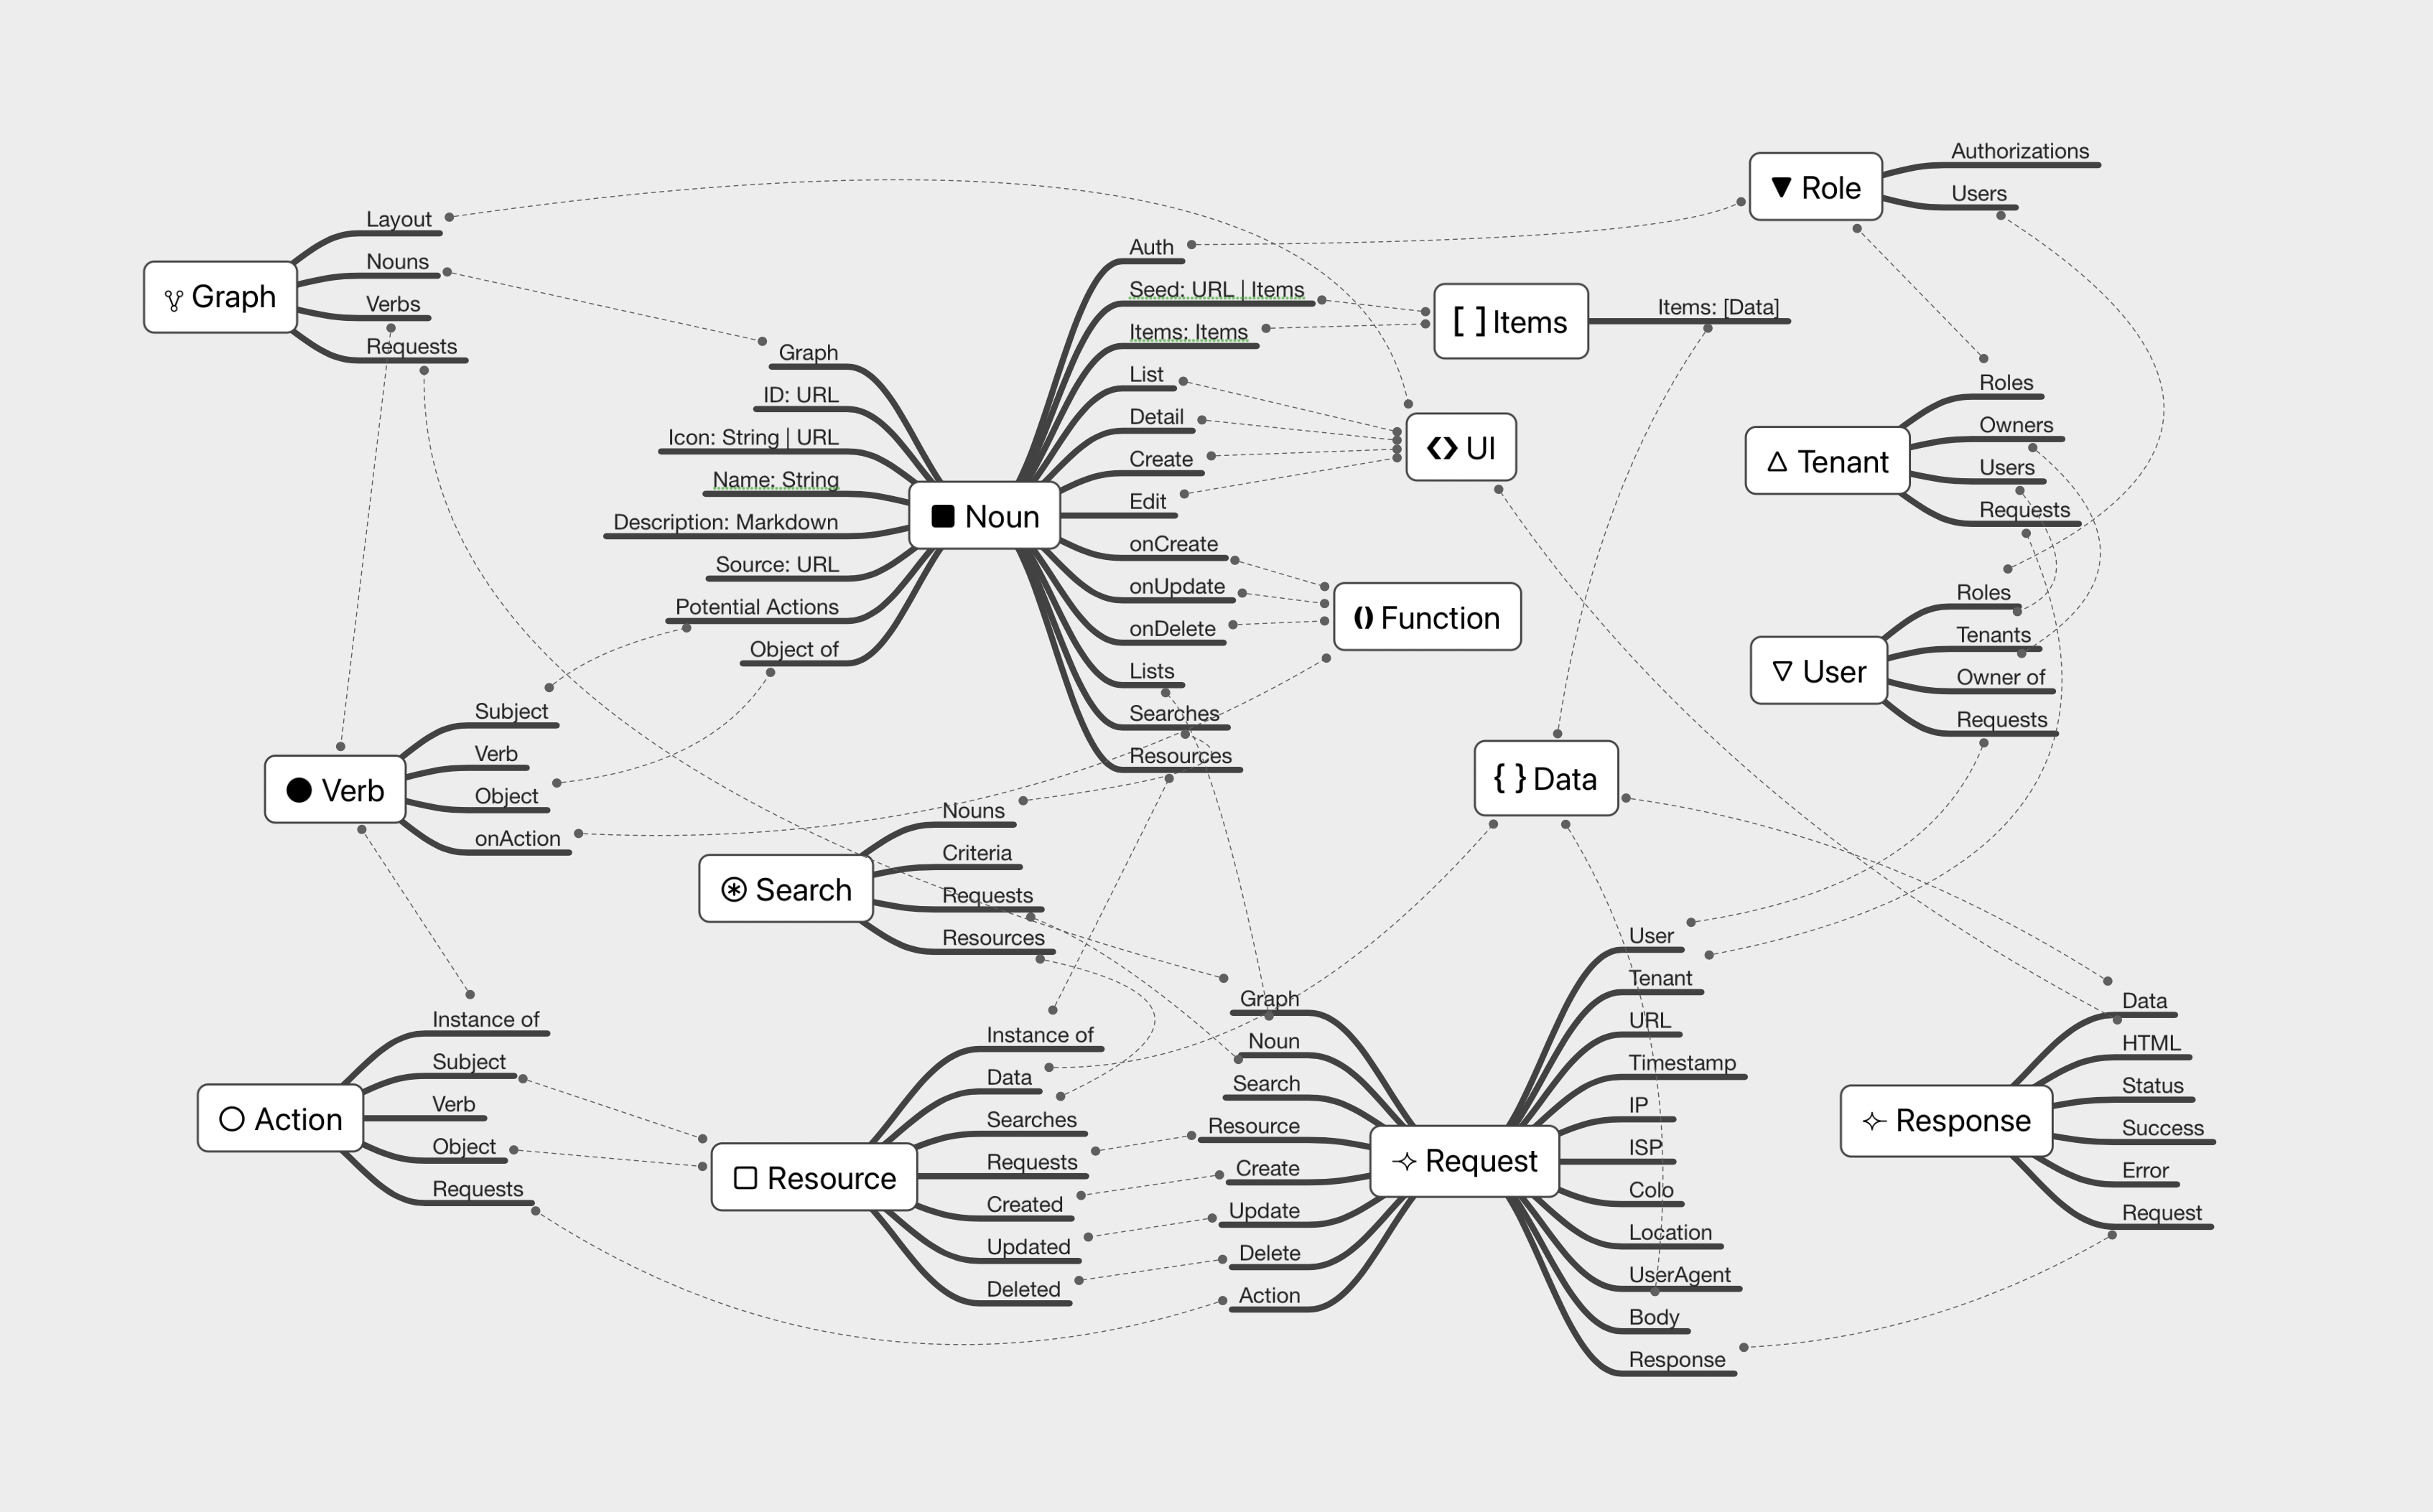 Graph
Layout
Nouns
Verbs
Requests
Noun
Graph
ID: URL
Icon: String | URL
Name: String
Description: Markdown
Source: URL
Potential Actions
Object of
Auth
Seed: URL | Items
Items: Items
List
Detail
Create
Edit
onCreate
onUpdate
onDelete
Lists
Searches
Resources
[ ] Items
Items: [Data]
UI
() Function
Role
Authorizations
Users
Tenant
Roles
Owners
Users
Requests
User
Roles
Tenants
Owner of
Requests
{ } Data
Verb
Subject
Verb
Object
onAction
Search
Nouns
Criteria
Requests
Resources
Action
Instance of
Subject
Verb
Object
Requests
Resource
Instance of
Data
Searches
Requests
Created
Updated
Deleted
Request
Graph
Noun
Search
Resource
Create
Update
Delete
Action
User
Tenant
URL
Timestamp
IP
ISP
Colo
Location
UserAgent
Body
Response
Response
Data
HTML
Status
Success
Error
Request